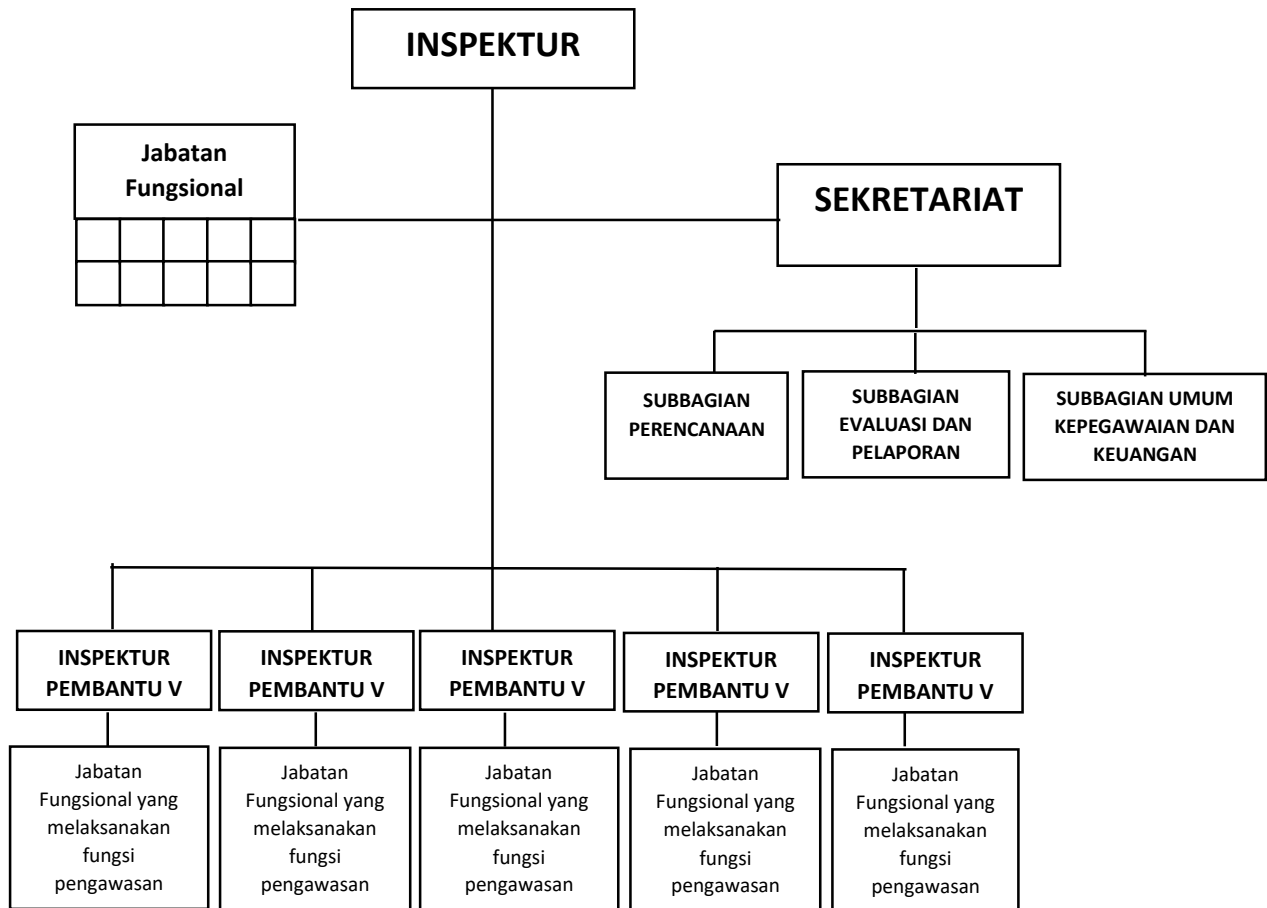 INSPEKTUR
Jabatan
Fungsional
SEKRETARIAT
SUBBAGIAN
PERENCANAAN
SUBBAGIAN
EVALUASI DAN
PELAPORAN
SUBBAGIAN UMUM
KEPEGAWAIAN DAN
KEUANGAN
INSPEKTUR
PEMBANTU V
INSPEKTUR
PEMBANTU V
INSPEKTUR
PEMBANTU V
INSPEKTUR
PEMBANTU V
INSPEKTUR
PEMBANTU V
Jabatan
Fungsional yang
melaksanakan
fungsi
pengawasan
Jabatan
Fungsional yang
melaksanakan
fungsi
pengawasan
Jabatan
Fungsional yang
melaksanakan
fungsi
pengawasan
Jabatan
Fungsional yang
melaksanakan
fungsi
pengawasan
Jabatan
Fungsional yang
melaksanakan
fungsi
pengawasan